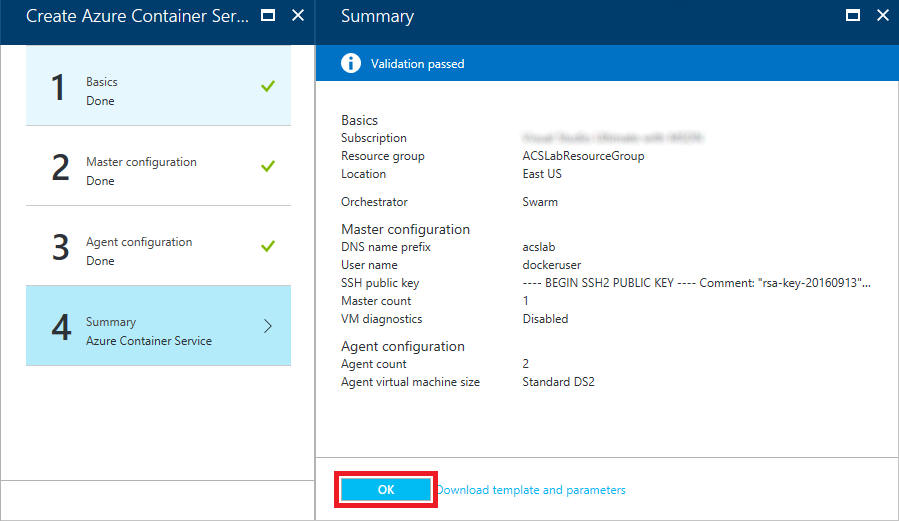 Create Azure Container Ser...
1
Basics
Done
2
Master configuration
Done
3
Agent configuration
Done
4
Summary
Azure Container Service
Summary
Validation passed
Basics
Subscription
Resource group ACSLabResourceGroup
Location East US
Orchestrator Swarm
Master configuration
DNS name prefix acslab
User name dockeruser
SSH public key ---- BEGIN SSH2 PUBLIC KEY ---- Comment: "rsa-key-20160913"...
Master count 1
VM diagnostics Disabled
Agent configuration
Agent count 2
Agent virtual machine size Standard DS2
OK Download template and parameters